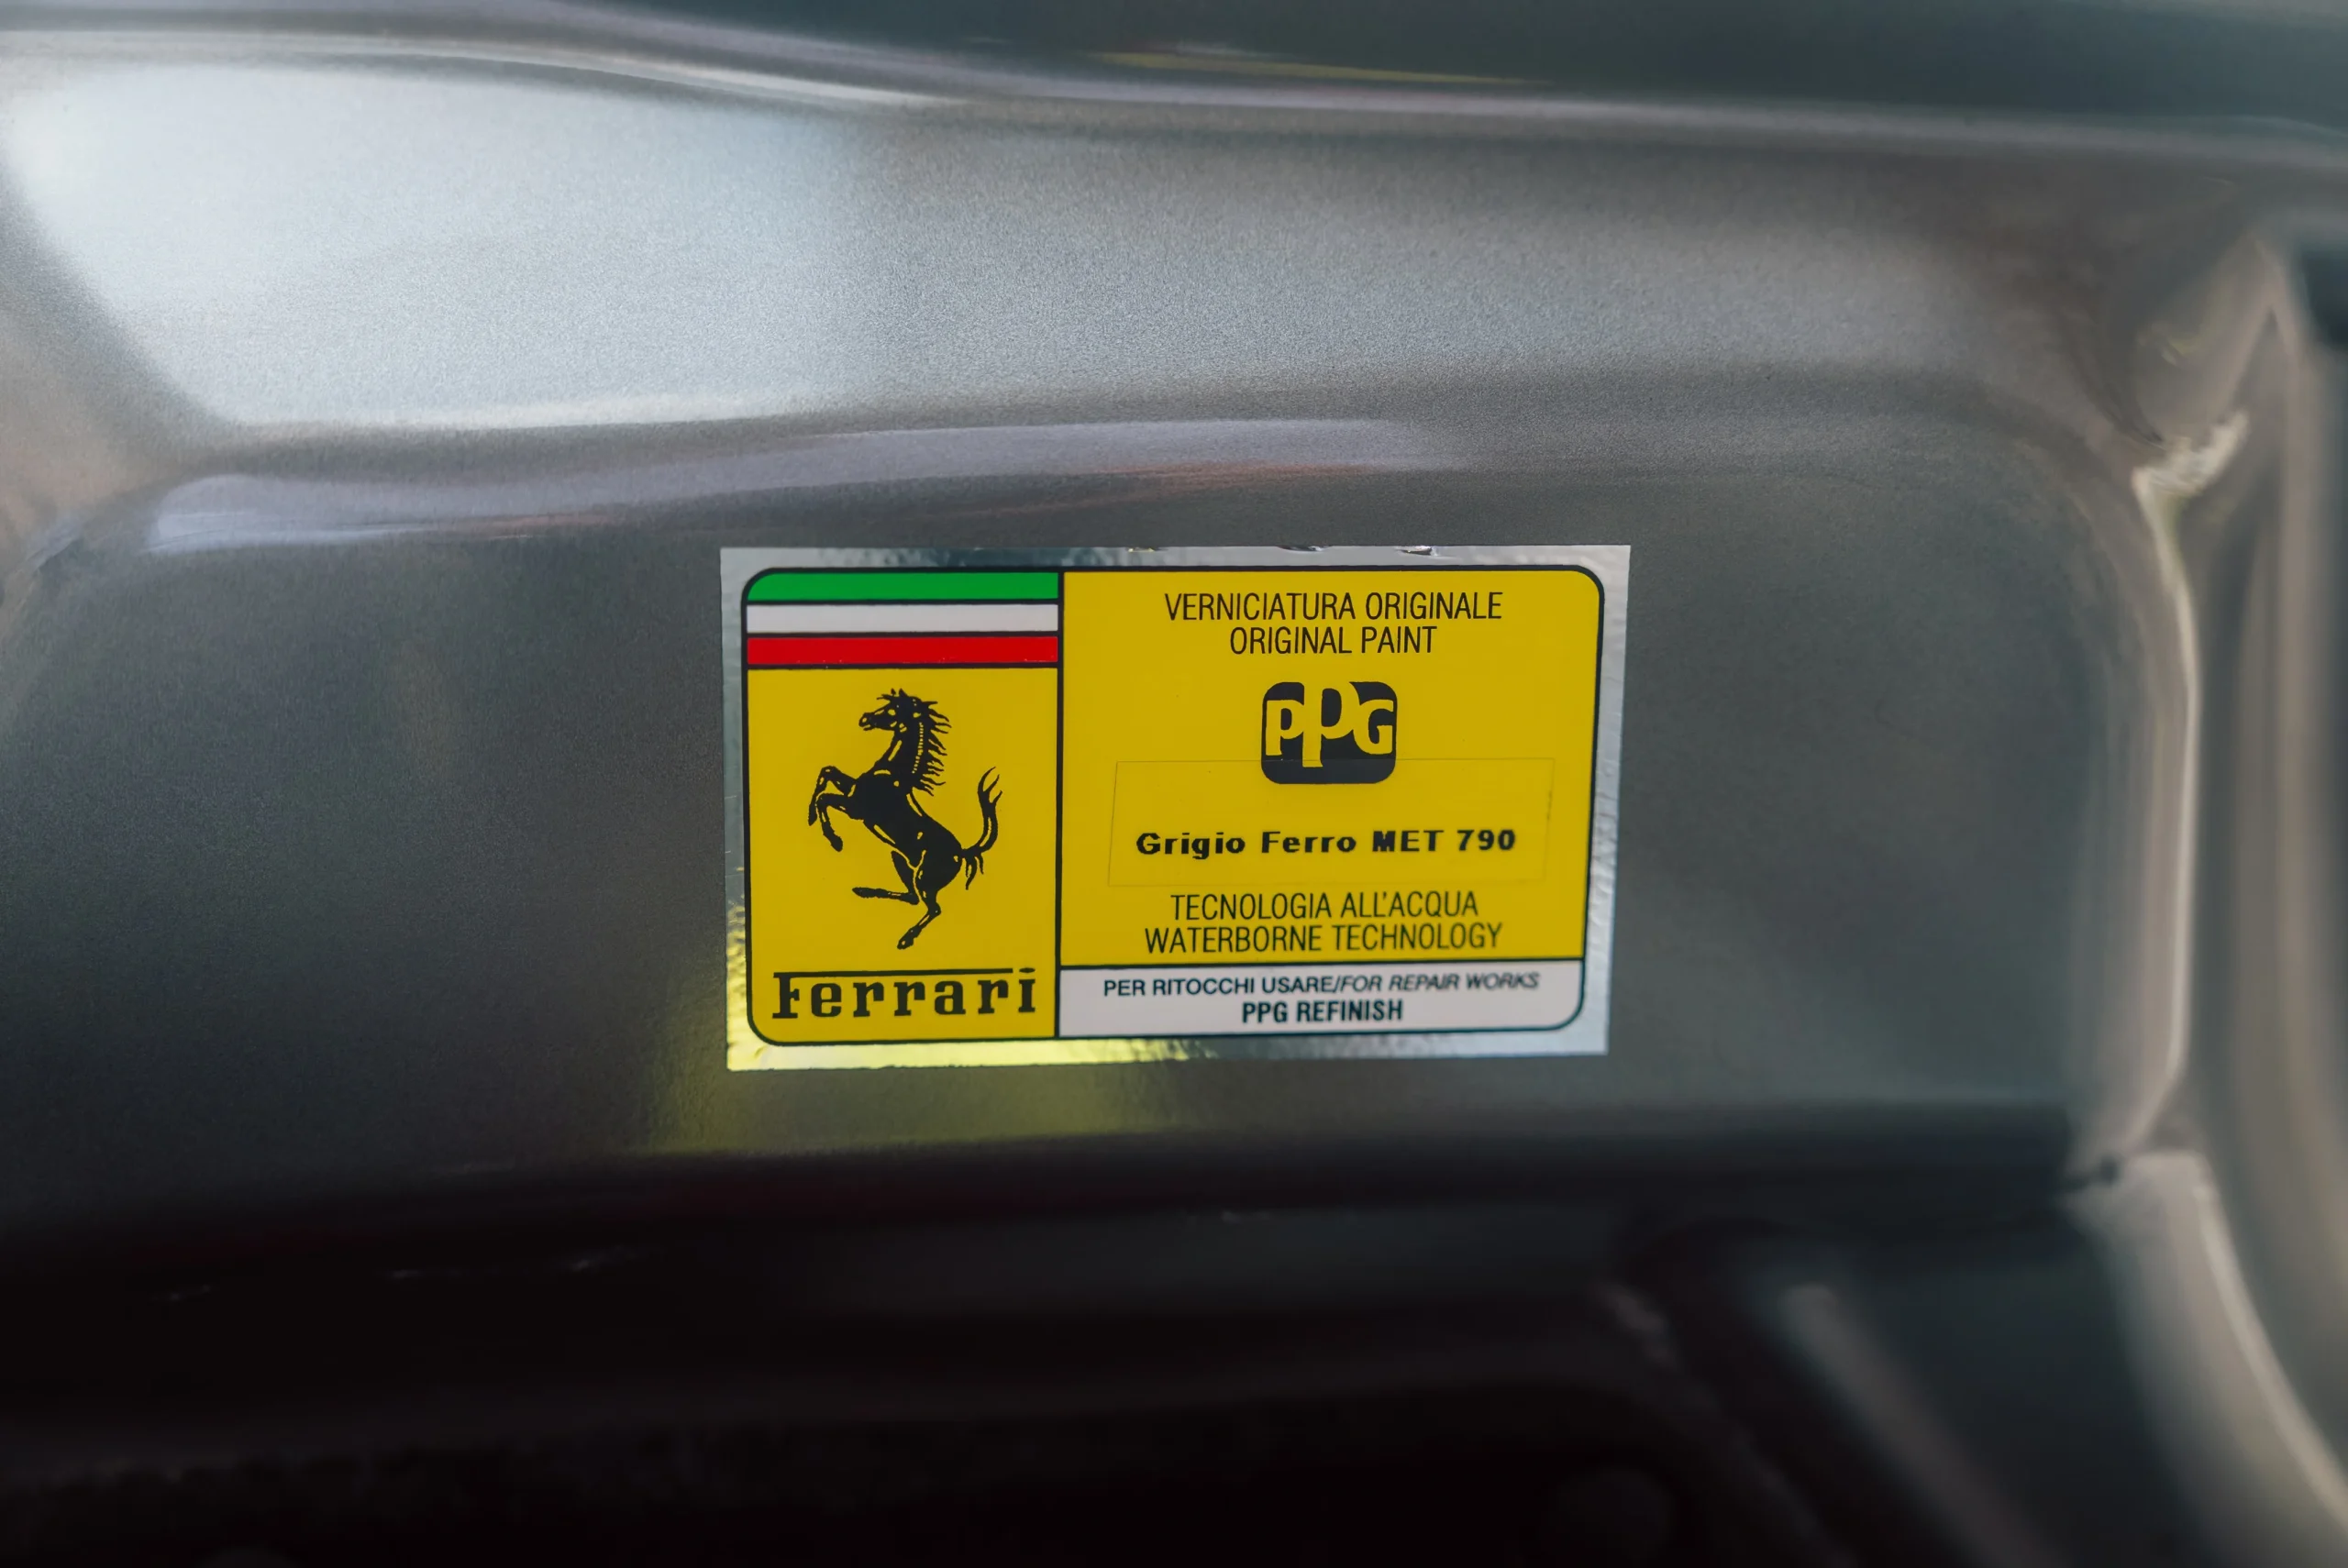 Ferrari
VERNICIATURA ORIGINALE
ORIGINAL PAINT
PPG
Grigio Ferro MET 790
TECNOLOGIA ALL'ACQUA
WATERBORNE TECHNOLOGY
PER RITOCCHI USARE/FOR REPAIR WORKS
PPG REFINISH